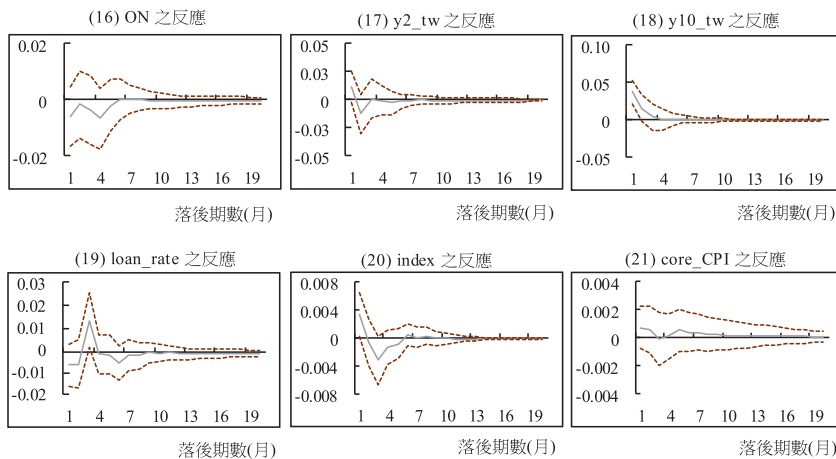 (16) ON 之反應
0.02
0
-0.02
1 4 7 10 13 16 19
落後期數(月)
(17) y2_tw 之反應
0.05
0.03
0
-0.03
-0.05
1 4 7 10 13 16 19
落後期數(月)
(18) y10_tw 之反應
0.10
0.05
0
-0.05
1 4 7 10 13 16 19
落後期數(月)
(19) loan_rate 之反應
0.03
0.02
0.01
0
-0.01
-0.02
1 4 7 10 13 16 19
落後期數(月)
(20) index 之反應
0.008
0.004
0.00
-0.004
-0.008
1 4 7 10 13 16 19
落後期數(月)
(21) core_CPI 之反應
0.004
0.002
0
-0.002
-0.004
1 4 7 10 13 16 19
落後期數(月)